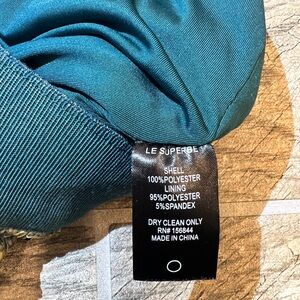 LE SUPERBE
SHELL
100%POLYESTER
LINING
95%POLYESTER
5%SPANDEX
DRY CLEAN ONLY
RN# 156844
MADE IN CHINA